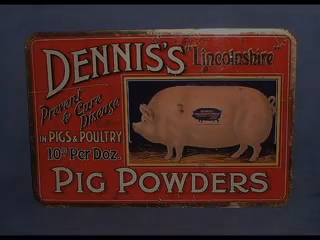 DENNIS'S "Lincolnshire"
Prevent
& Cure
Disease
IN PIGS & POULTRY
10D Per Doz.
PIG POWDERS